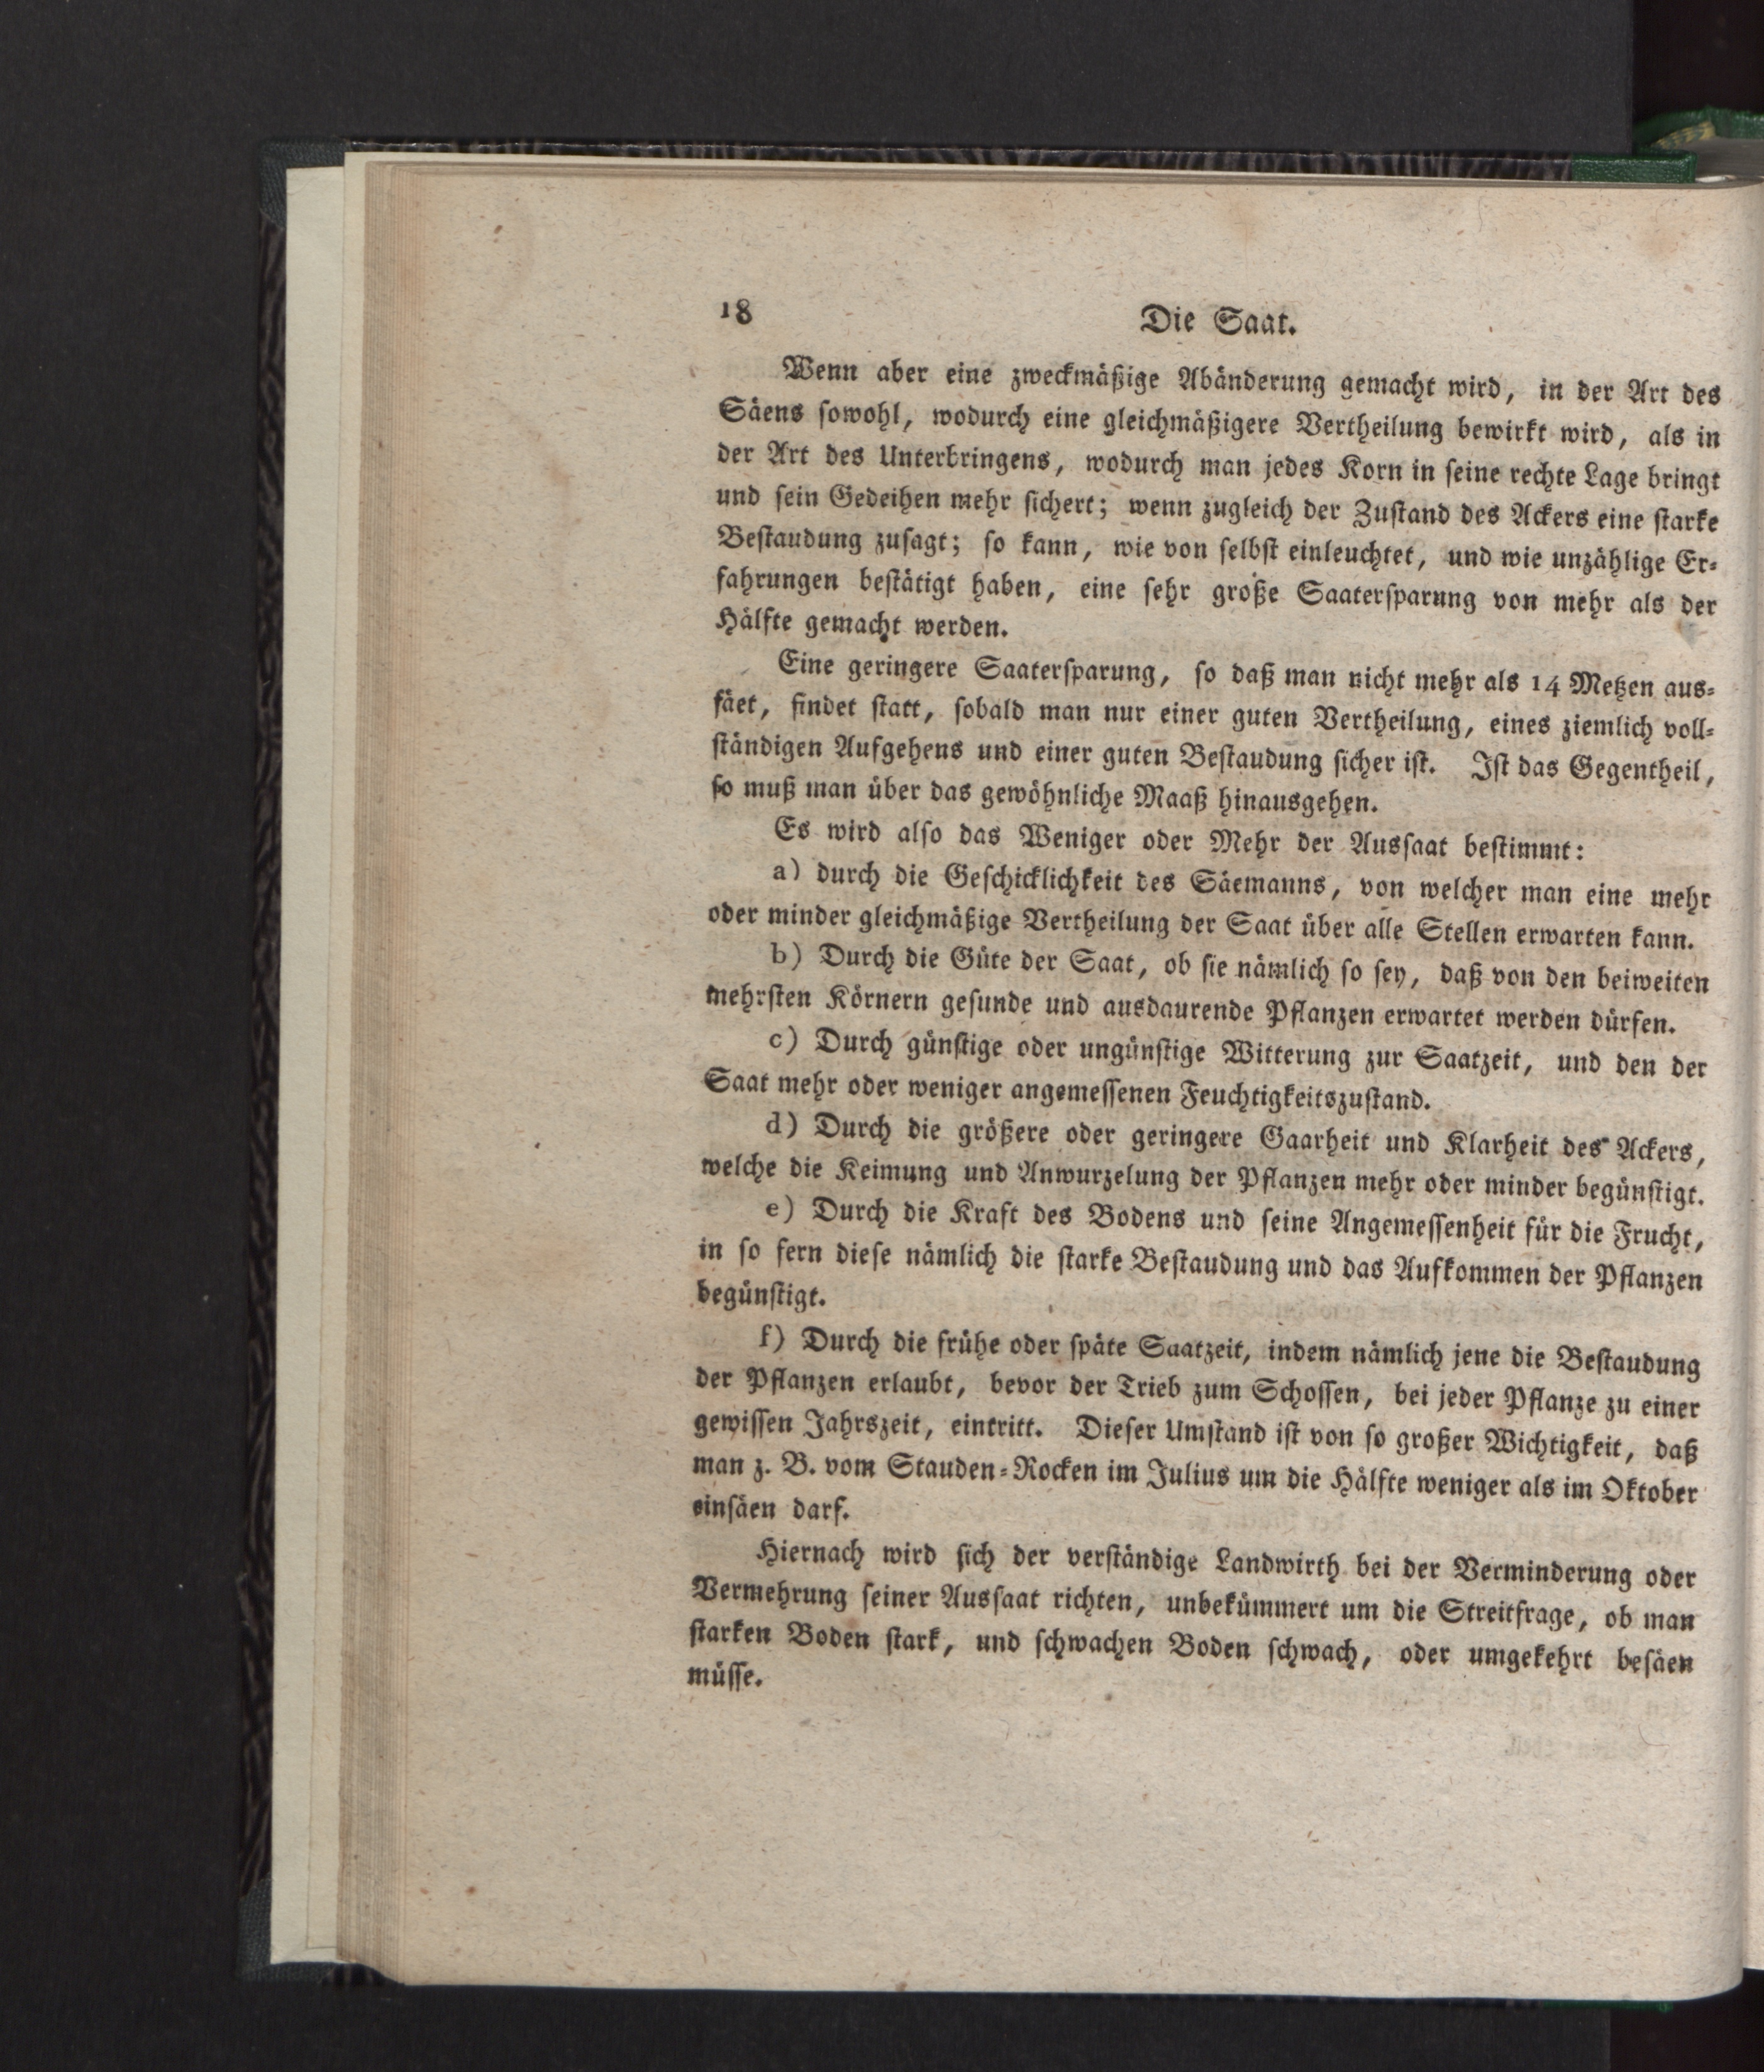 18
Die Saat.
Wenn aber eine zweckmäßige Abänderung gemacht wird, in der Art des
Säens ſowohl, wodurch eine gleichmäßigere Vertheilung bewirkt wird, als in
der Art des Unterbringens, wodurch man jedes Korn in ſeine rechte Lage bringt
und ſein Gedeihen mehr ſichert; wenn zugleich der Zuſtand des Ackers eine ſtarke
Beſtaudung zuſagt; ſo kann, wie von ſelbſt einleuchtet, und wie unzählige Er⸗
fahrungen beſtätigt haben, eine ſehr große Saaterſparung von mehr als der
Hälfte gemacht werden.
Eine geringere Saaterſparung, ſo daß man nicht mehr als 14 Metzen aus⸗
ſäet, findet ſtatt, ſobald man nur einer guten Vertheilung, eines ziemlich voll⸗
ſtändigen Aufgehens und einer guten Beſtaudung ſicher iſt. Iſt das Gegentheil,
ſo muß man über das gewöhnliche Maaß hinausgehen.
Es wird alſo das Weniger oder Mehr der Ausſaat beſtimmt:
a) durch die Geſchicklichkeit des Säemanns, von welcher man eine mehr
oder minder gleichmäßige Vertheilung der Saat über alle Stellen erwarten kann.
b) Durch die Güte der Saat, ob ſie nämlich ſo ſey, daß von den beiweiten
mehrſten Körnern geſunde und ausdaurende Pflanzen erwartet werden dürfen.
c) Durch günſtige oder ungünſtige Witterung zur Saatzeit, und den der
Saat mehr oder weniger angemeſſenen Feuchtigkeitszuſtand.
d) Durch die größere oder geringere Gaarheit und Klarheit des Ackers,
welche die Keimung und Anwurzelung der Pflanzen mehr oder minder begünſtigt.
e) Durch die Kraft des Bodens und ſeine Angemeſſenheit für die Frucht,
in ſo fern dieſe nämlich die ſtarke Beſtaudung und das Aufkommen der Pflanzen
begünſtigt.
f) Durch die frühe oder ſpäte Saatzeit, indem nämlich jene die Beſtaudung
der Pflanzen erlaubt, bevor der Trieb zum Schoſſen, bei jeder Pflanze zu einer
gewiſſen Jahrszeit, eintritt. Dieſer Umſtand iſt von ſo großer Wichtigkeit, daß
man z. B. vom Stauden⸗Rocken im Julius um die Hälfte weniger als im Oktober
einſäen darf.
Hiernach wird ſich der verſtändige Landwirth bei der Verminderung oder
Vermehrung ſeiner Ausſaat richten, unbekümmert um die Streitfrage, ob man
ſtarken Boden ſtark, und ſchwachen Boden ſchwach, oder umgekehrt beſäen
müſſe.